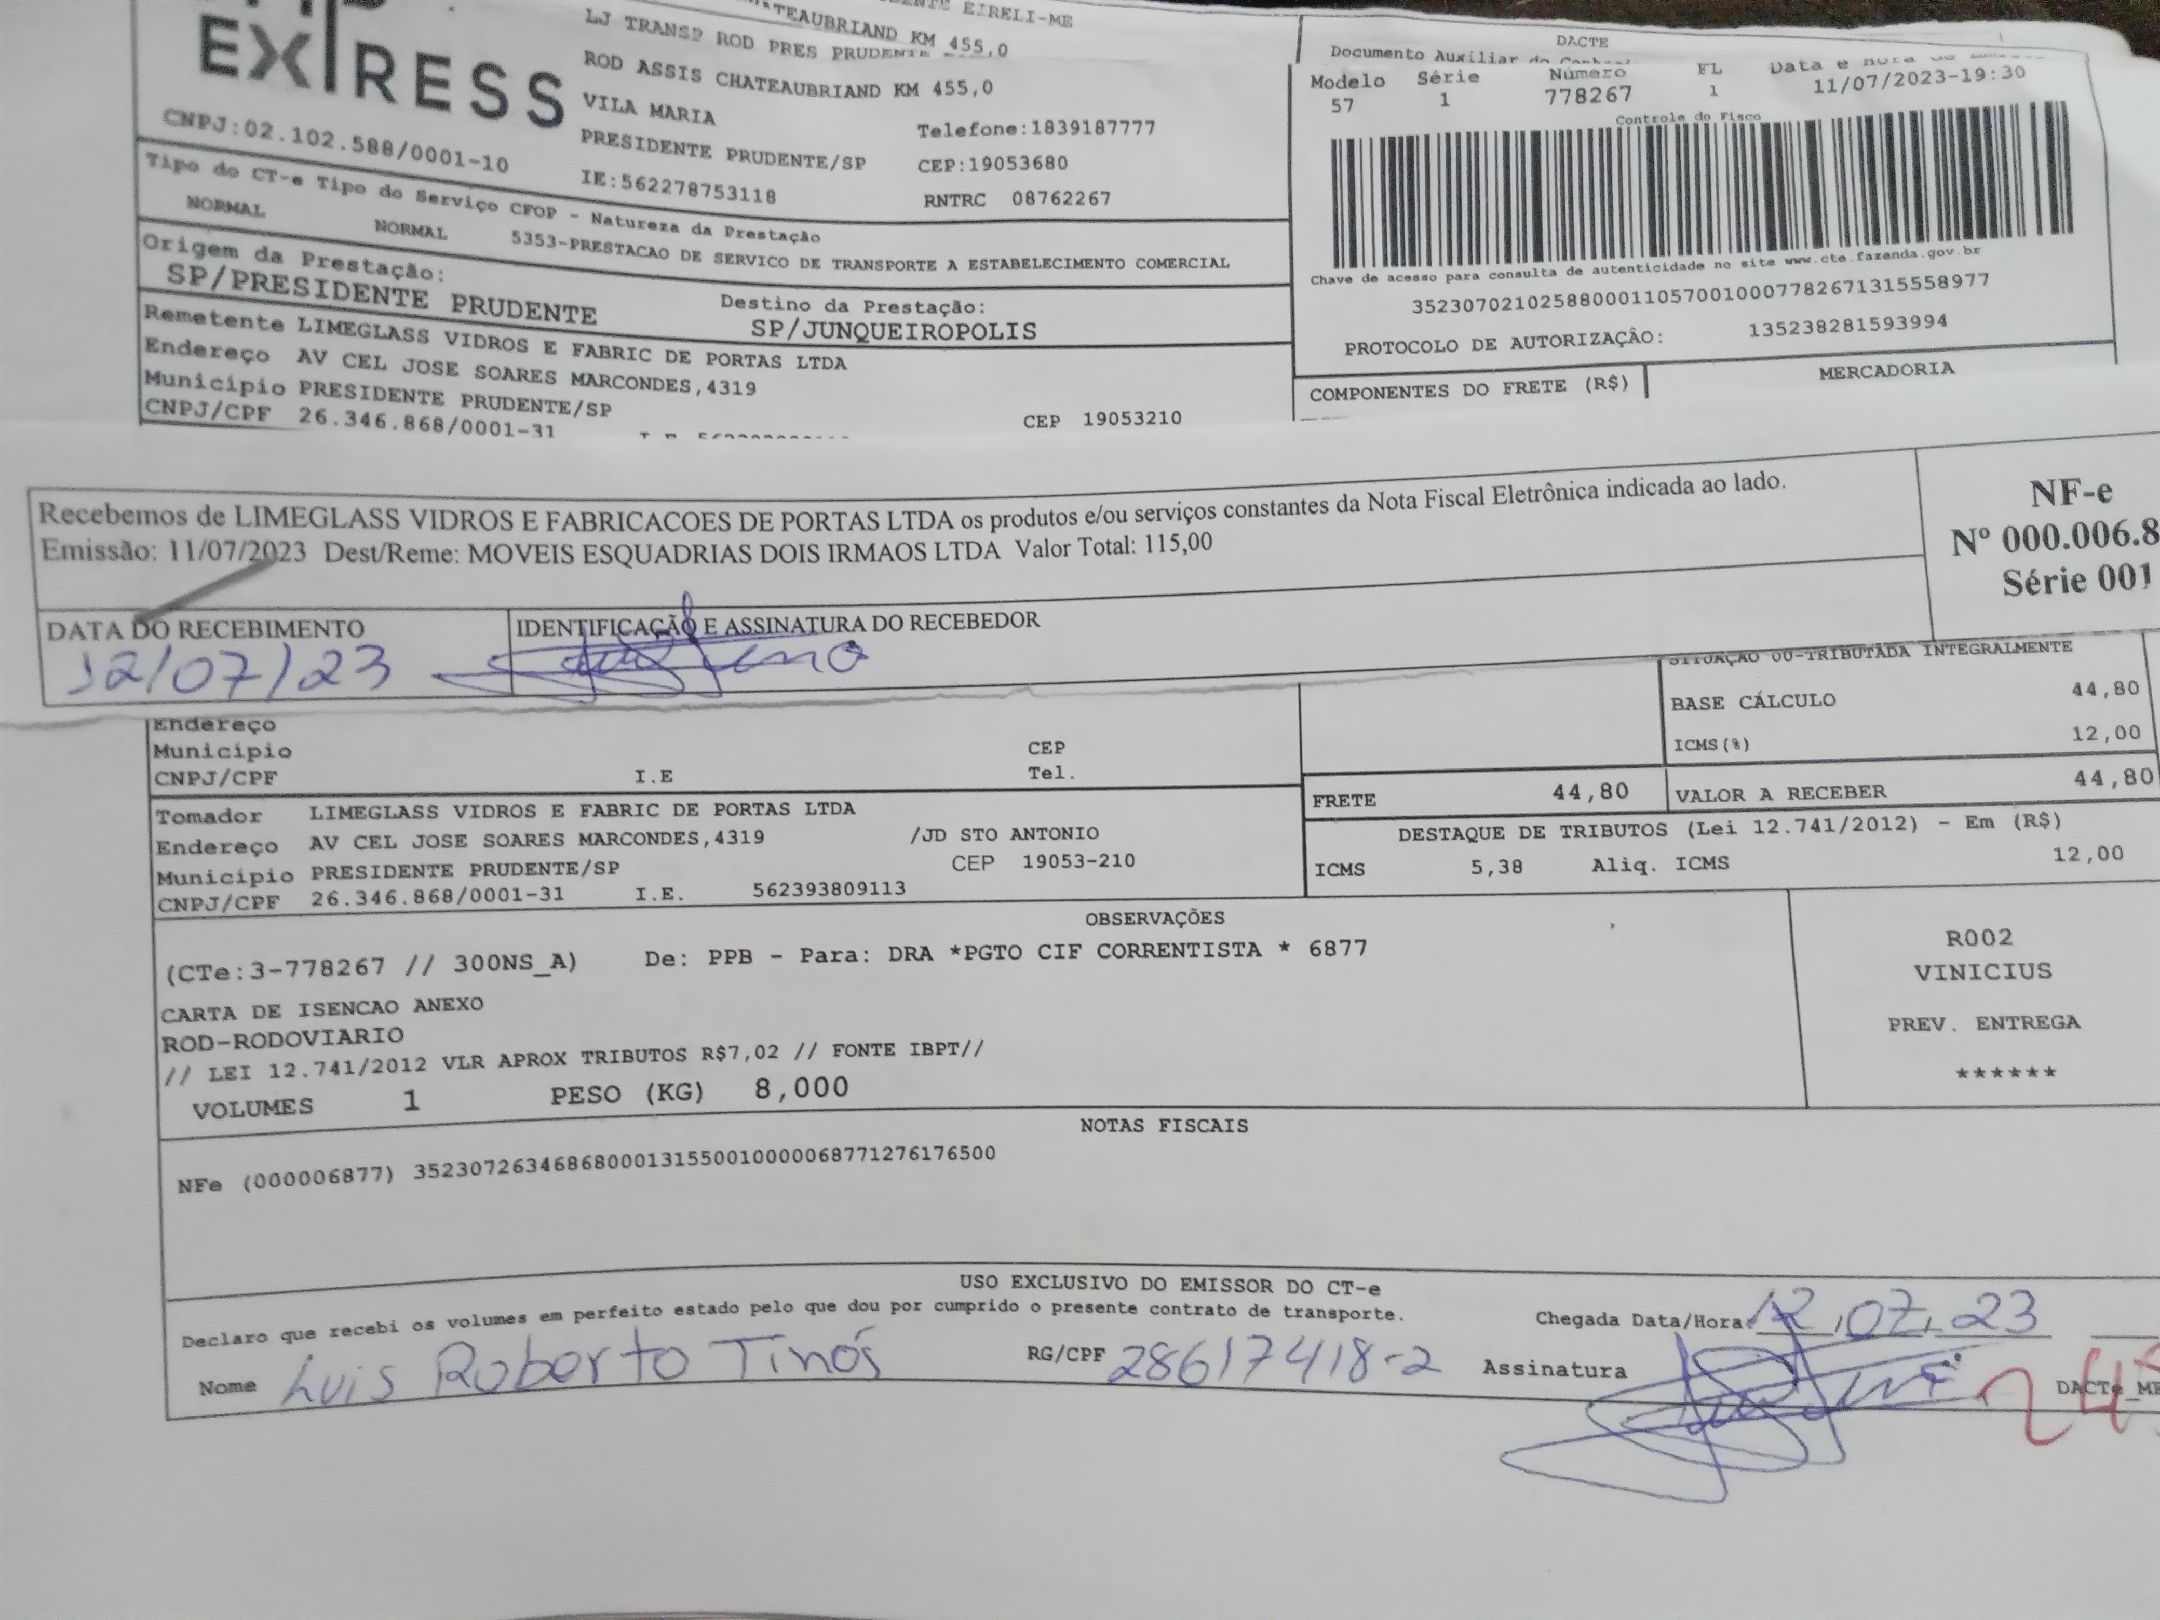 EIRELI-ME
CHATEAUBRIAND KM 455,0
EXPRESS
LJ TRANSP ROD PRES PRUDENTE
ROD ASSIS CHATEAUBRIAND KM 455,0
VILA MARIA
Telefone:1839187777
PRESIDENTE PRUDENTE/SP
CEP:19053680
CNPJ:02.102.588/0001-10
IE:562278753118
RNTRC 08762267
DACTE
Documento Auxiliar do
Modelo Série Número FL Data e hora de
57 1 778267 1 11/07/2023-19:30
Controle do Fisco
Chave de acesso para consulta de autenticidade no site www.cte.fazenda.gov.br
35230702102588000110570010007782671315558977
PROTOCOLO DE AUTORIZAÇÃO: 135238281593994
COMPONENTES DO FRETE (R$) MERCADORIA
Tipo do CT-e Tipo do Serviço CFOP - Natureza da Prestação
NORMAL NORMAL 5353-PRESTACAO DE SERVICO DE TRANSPORTE A ESTABELECIMENTO COMERCIAL
Origem da Prestação: Destino da Prestação:
SP/PRESIDENTE PRUDENTE SP/JUNQUEIROPOLIS
Remetente LIMEGLASS VIDROS E FABRIC DE PORTAS LTDA
Endereço AV CEL JOSE SOARES MARCONDES,4319
Município PRESIDENTE PRUDENTE/SP CEP 19053210
CNPJ/CPF 26.346.868/0001-31
Recebemos de LIMEGLASS VIDROS E FABRICACOES DE PORTAS LTDA os produtos e/ou serviços constantes da Nota Fiscal Eletrônica indicada ao lado.
Emissão: 11/07/2023 Dest/Reme: MOVEIS ESQUADRIAS DOIS IRMAOS LTDA Valor Total: 115,00
NF-e
Nº 000.006.8
Série 001
DATA DO RECEBIMENTO IDENTIFICAÇÃO E ASSINATURA DO RECEBEDOR
12/07/23
SITUAÇÃO 00-TRIBUTADA INTEGRALMENTE
BASE CÁLCULO 44,80
ICMS(%) 12,00
FRETE 44,80 VALOR A RECEBER 44,80
DESTAQUE DE TRIBUTOS (Lei 12.741/2012) - Em (R$)
ICMS 5,38 Aliq. ICMS 12,00
Endereço
Município CEP
CNPJ/CPF I.E Tel.
Tomador LIMEGLASS VIDROS E FABRIC DE PORTAS LTDA
Endereço AV CEL JOSE SOARES MARCONDES,4319 /JD STO ANTONIO
Município PRESIDENTE PRUDENTE/SP CEP 19053-210
CNPJ/CPF 26.346.868/0001-31 I.E. 562393809113
OBSERVAÇÕES
(CTe:3-778267 // 300NS_A) De: PPB - Para: DRA *PGTO CIF CORRENTISTA * 6877
CARTA DE ISENCAO ANEXO
ROD-RODOVIARIO
// LEI 12.741/2012 VLR APROX TRIBUTOS R$7,02 // FONTE IBPT//
VOLUMES 1 PESO (KG) 8,000
R002
VINICIUS
PREV. ENTREGA
******
NOTAS FISCAIS
NFe (000006877) 35230726346868000131550010000068771276176500
USO EXCLUSIVO DO EMISSOR DO CT-e
Declaro que recebi os volumes em perfeito estado pelo que dou por cumprido o presente contrato de transporte.
Chegada Data/Hora: 12,07,23
Nome Luis Roberto Tinós RG/CPF 28617418-2 Assinatura
DACTe_ME